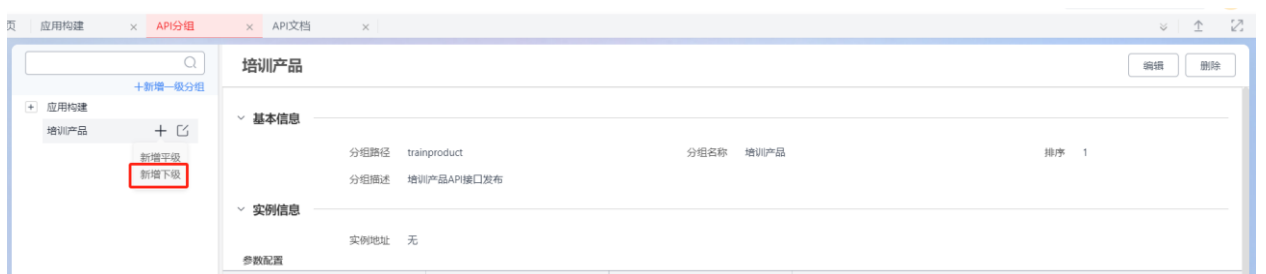 页 应用构建 × API分组 × API文档 ×
培训产品 编辑 删除
+新增一级分组
应用构建
基本信息
培训产品
分组路径 trainproduct 分组名称 培训产品 排序 1
新增平级
新增下级
分组描述 培训产品API接口发布
实例信息
实例地址 无
参数配置